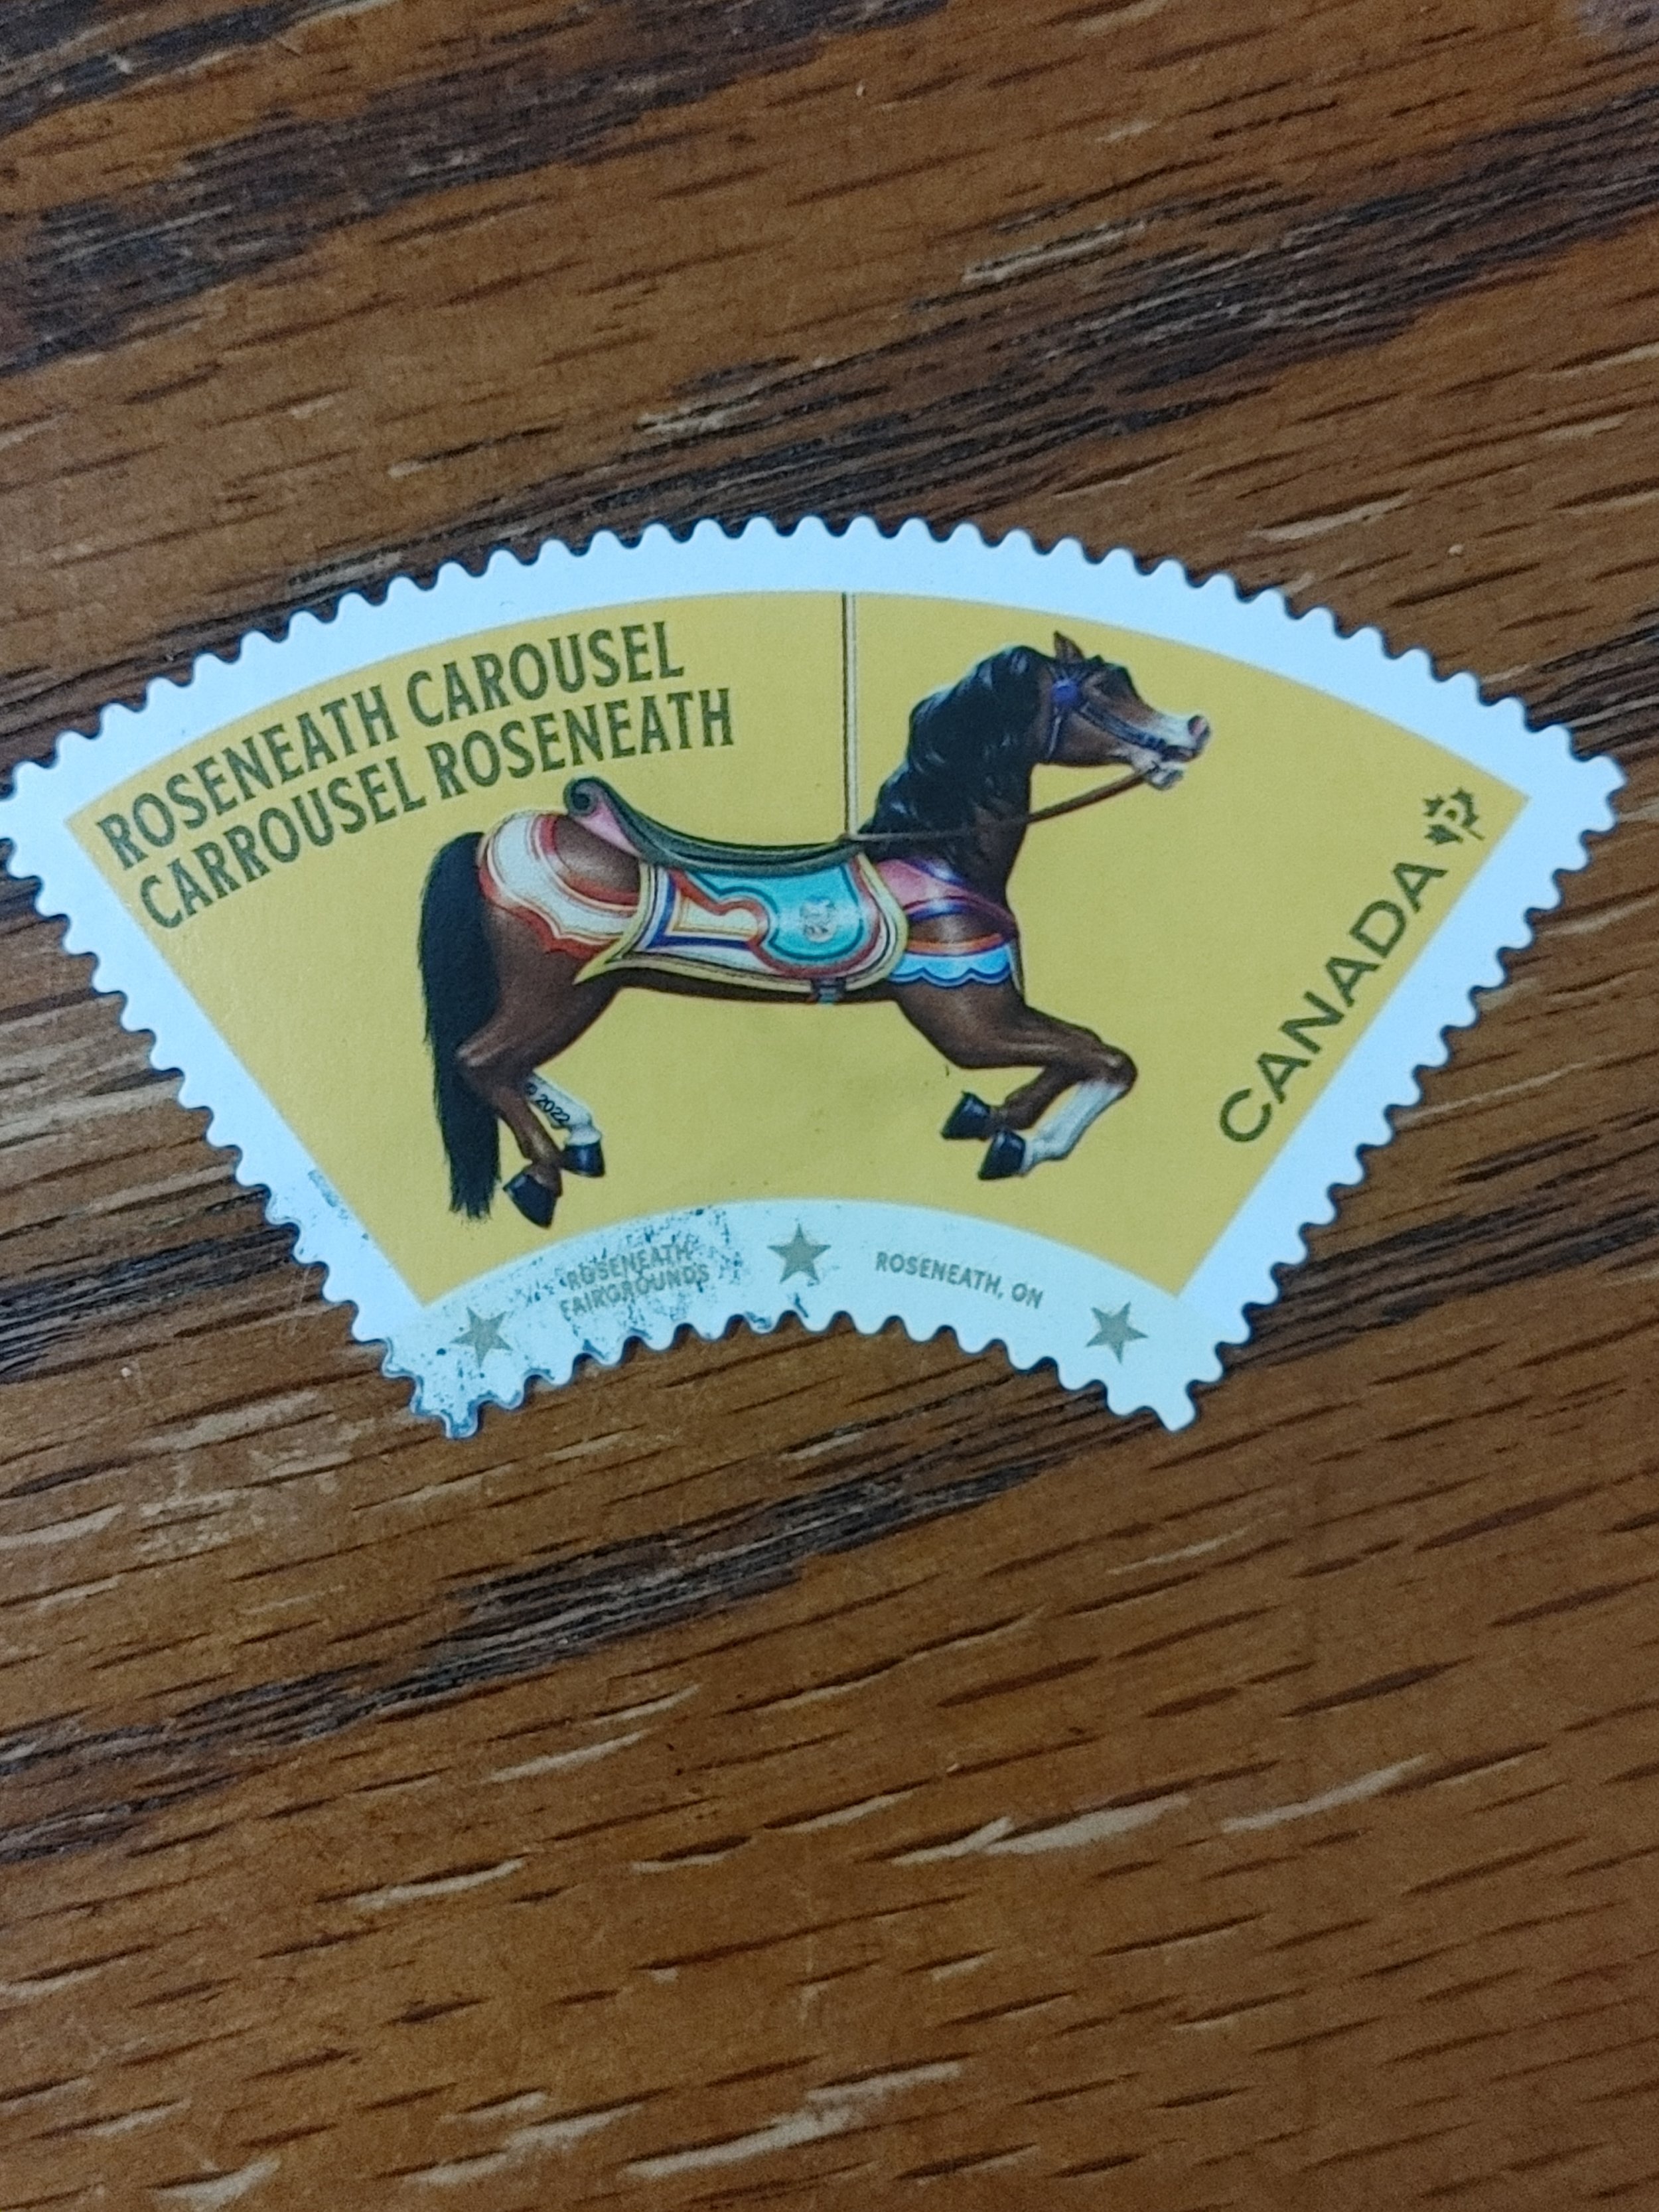 ROSENEATH CAROUSEL
CARROUSEL ROSENEATH
CANADA P
2022
ROSENEATH
FAIRGROUNDS
ROSENEATH, ON